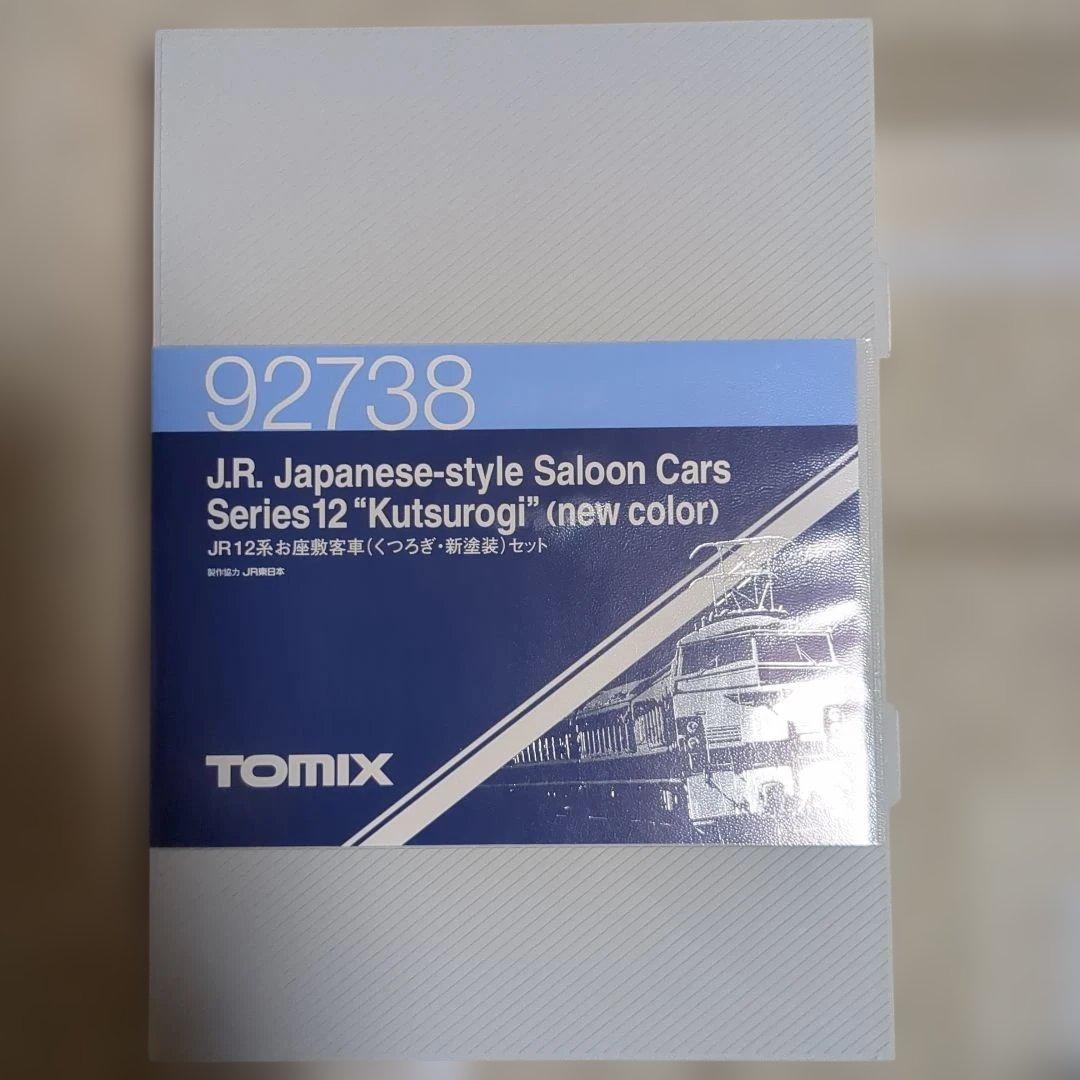 92738
J.R. Japanese-style Saloon Cars
Series12 “Kutsurogi” (new color)
JR12系お座敷客車(くつろぎ・新塗装)セット
製作協力 JR東日本
TOMIX